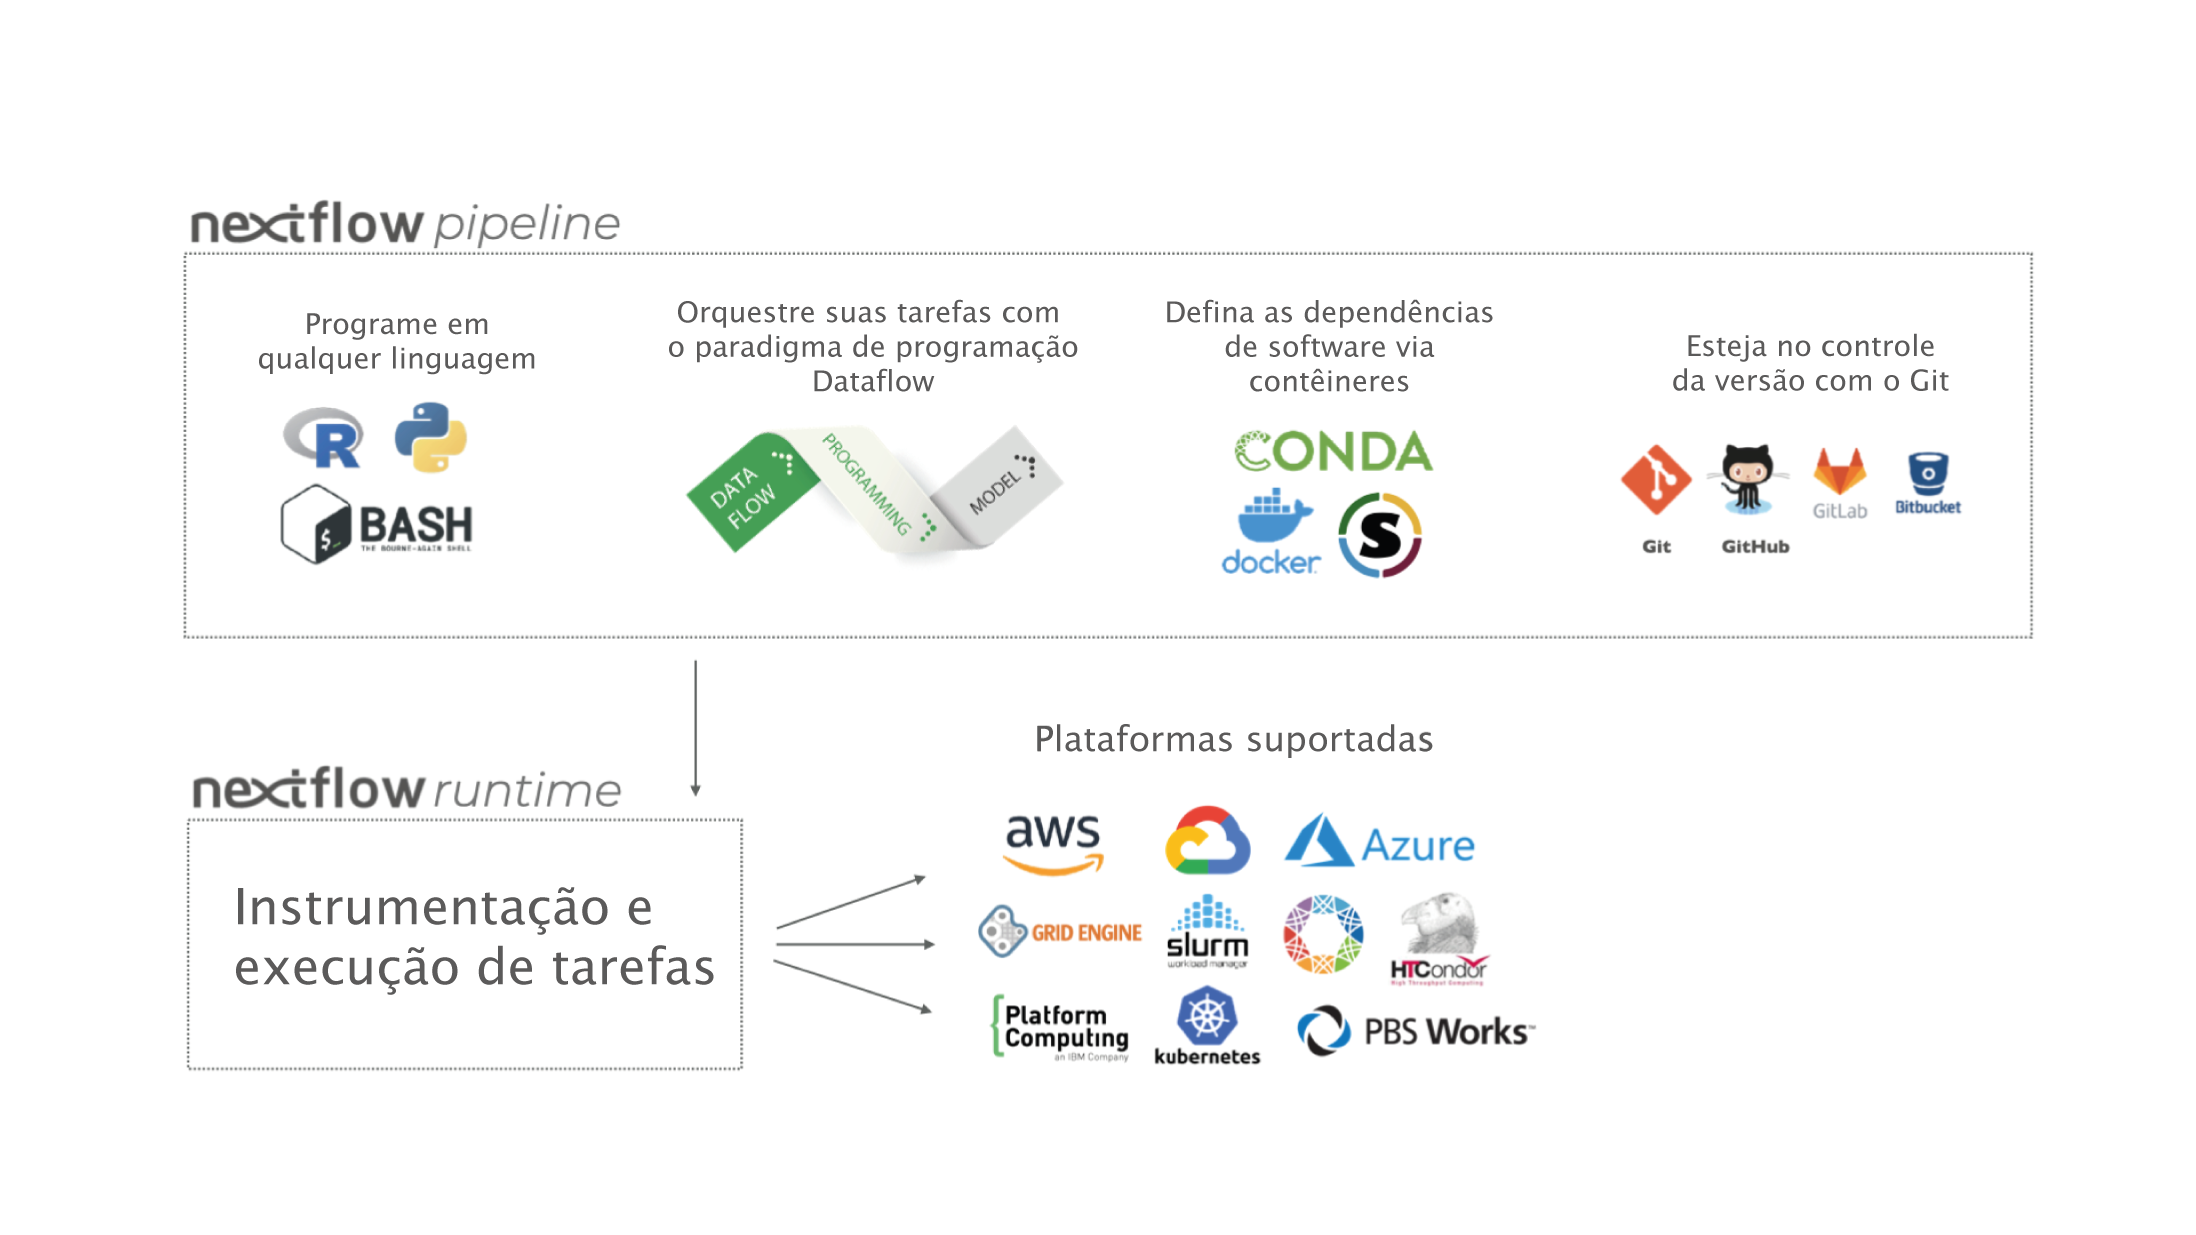 nextflow pipeline
Programe em
qualquer linguagem
Orquestre suas tarefas com
o paradigma de programação
Dataflow
Defina as dependências
de software via
contêineres
Esteja no controle
da versão com o Git
R
$_
BASH
THE BOURNE-AGAIN SHELL
DATA
FLOW
PROGRAMMING
MODEL
CONDA
docker
S
Git
GitHub
GitLab
Bitbucket
nextflow runtime
Instrumentação e
execução de tarefas
Plataformas suportadas
aws
Azure
GRID ENGINE
slurm
workload manager
HTCondor
High Throughput Computing
Platform
Computing
an IBM Company
kubernetes
PBS Works™